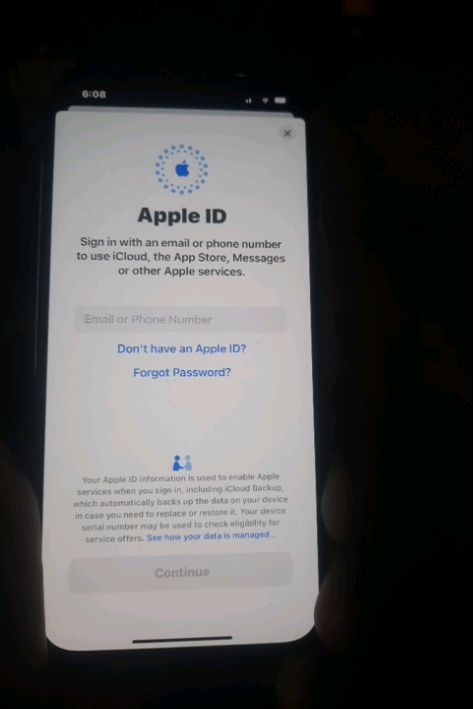 6:08
Apple ID
Sign in with an email or phone number
to use iCloud, the App Store, Messages
or other Apple services.
Email or Phone Number
Don't have an Apple ID?
Forgot Password?
Your Apple ID information is used to enable Apple
services when you sign in, including iCloud Backup,
which automatically backs up the data on your device
in case you need to replace or restore it. Your device
serial number may be used to check eligibility for
service offers. See how your data is managed...
Continue